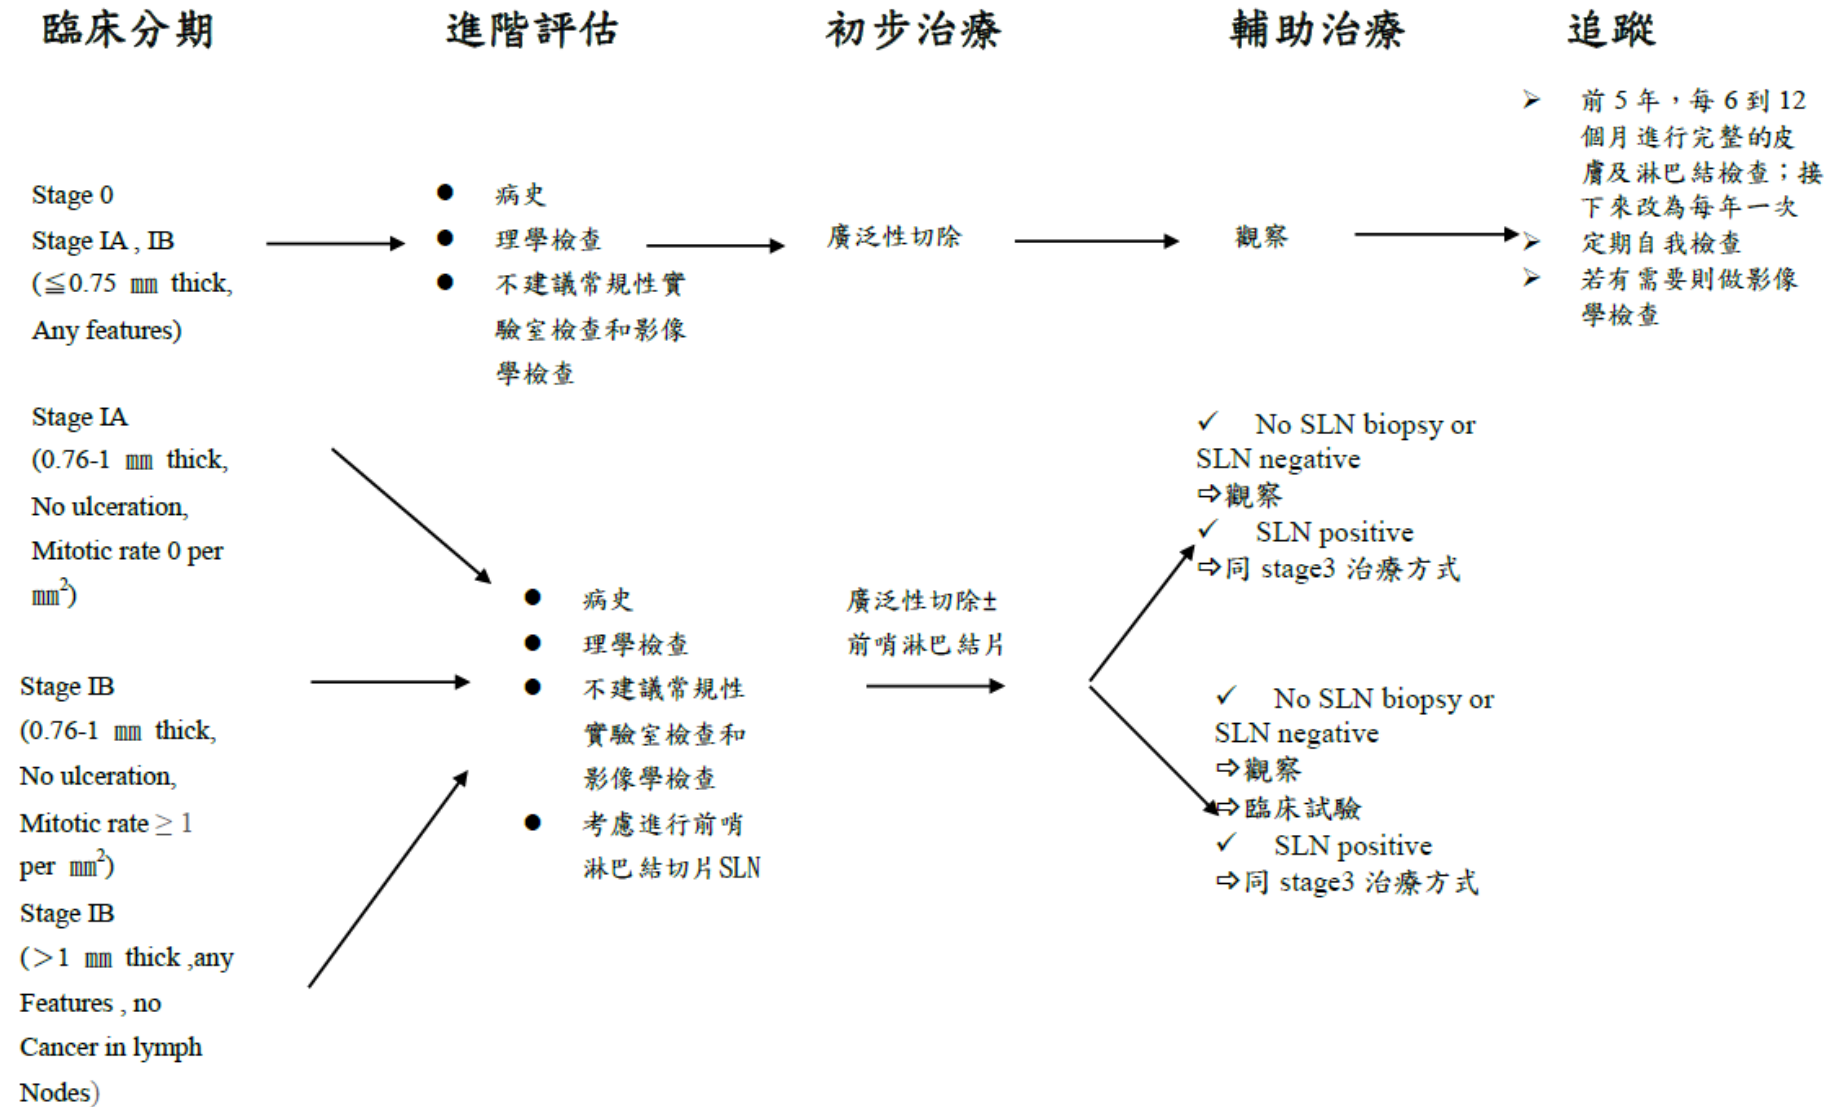 臨床分期
進階評估
初步治療
輔助治療
追蹤
Stage 0
Stage IA , IB
(≦0.75 ㎜ thick,
Any features)
● 病史
● 理學檢查
● 不建議常規性實
驗室檢查和影像
學檢查
廣泛性切除
觀察
➢ 前 5 年，每 6 到 12
個月進行完整的皮
膚及淋巴結檢查；接
下來改為每年一次
➢ 定期自我檢查
➢ 若有需要則做影像
學檢查
Stage IA
(0.76-1 ㎜ thick,
No ulceration,
Mitotic rate 0 per
㎜²)
Stage IB
(0.76-1 ㎜ thick,
No ulceration,
Mitotic rate ≥ 1
per ㎜²)
Stage IB
(＞1 ㎜ thick ,any
Features , no
Cancer in lymph
Nodes)
● 病史
● 理學檢查
● 不建議常規性
實驗室檢查和
影像學檢查
● 考慮進行前哨
淋巴結切片SLN
廣泛性切除±
前哨淋巴結片
✓ No SLN biopsy or
SLN negative
⇨觀察
✓ SLN positive
⇨同 stage3 治療方式
✓ No SLN biopsy or
SLN negative
⇨觀察
⇨臨床試驗
✓ SLN positive
⇨同 stage3 治療方式